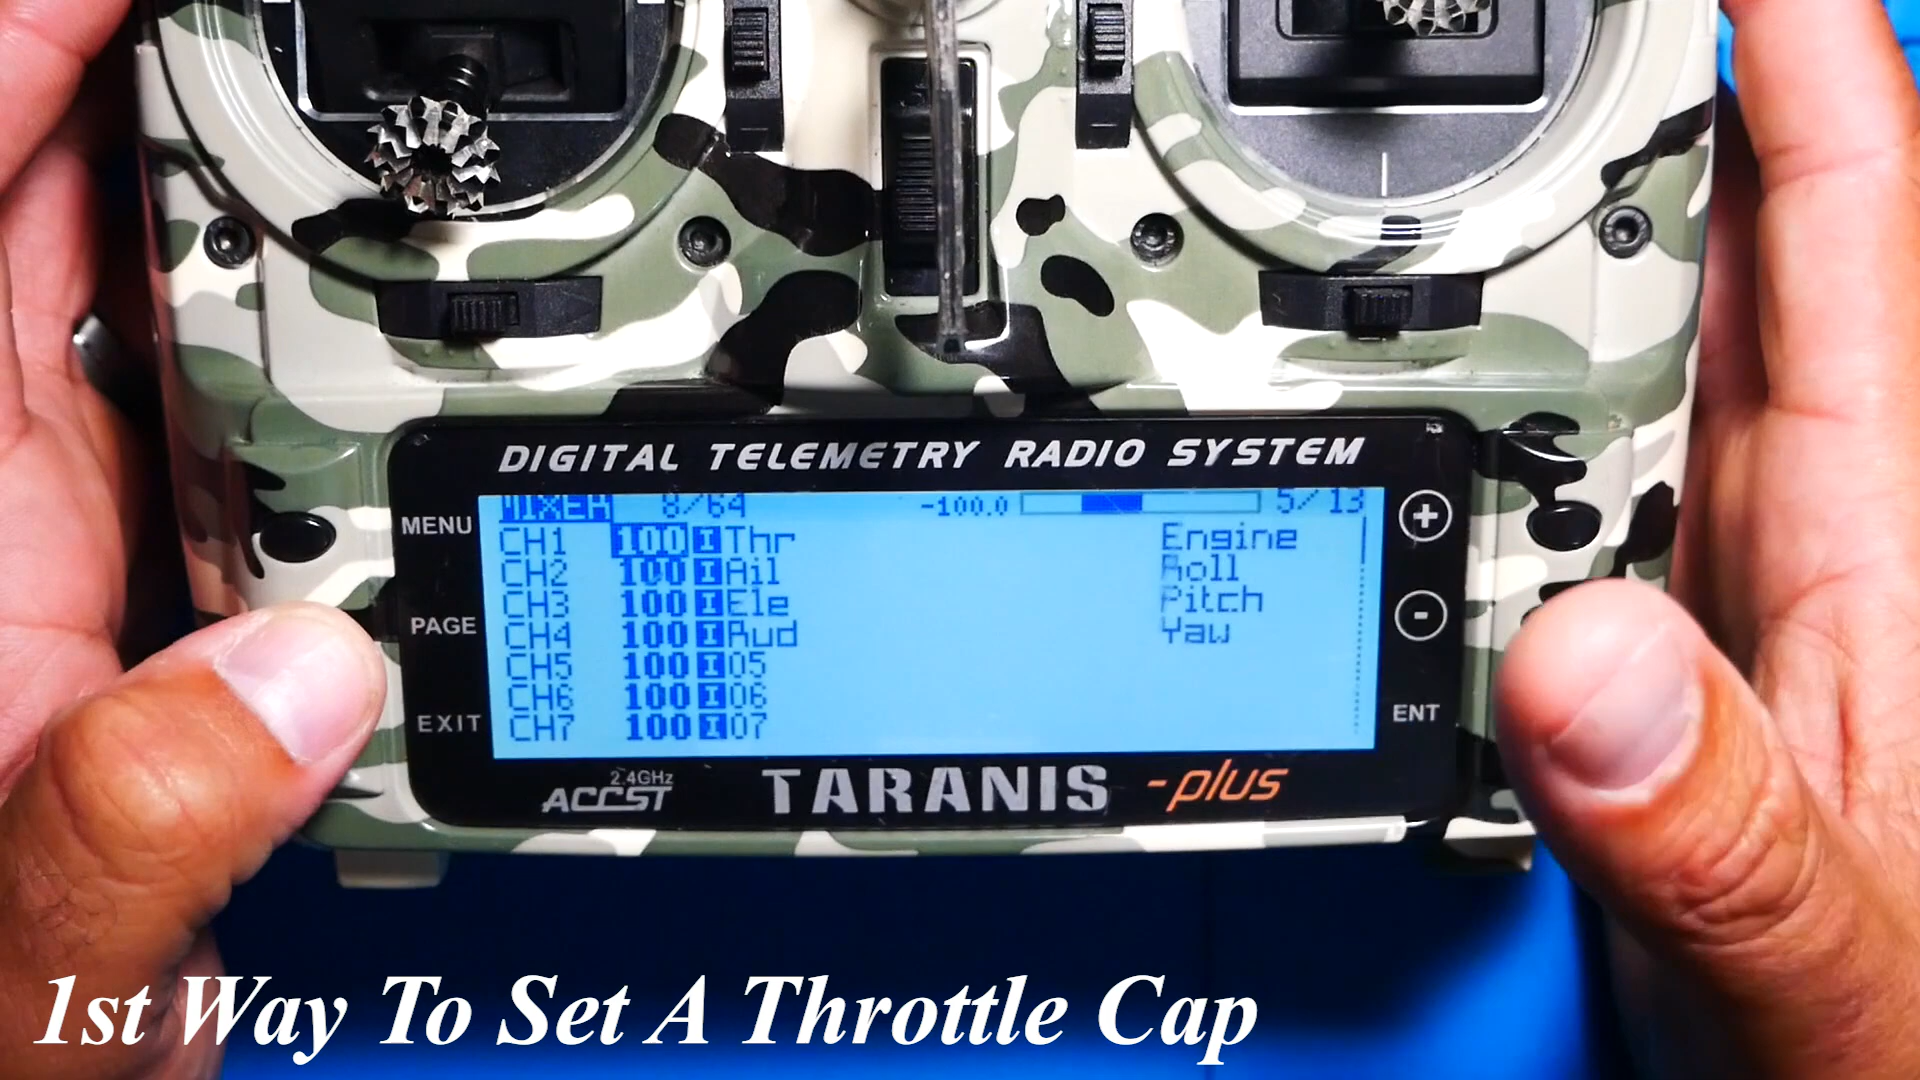 DIGITAL TELEMETRY RADIO SYSTEM
MENU
PAGE
EXIT
MIXER 8/64 -100.0 5/13
CH1 100 I Thr Engine
CH2 100 I Ail Roll
CH3 100 I Ele Pitch
CH4 100 I Rud Yaw
CH5 100 I 05
CH6 100 I 06
CH7 100 I 07
+
-
ENT
2.4GHz
ACCST TARANIS -plus
1st Way To Set A Throttle Cap